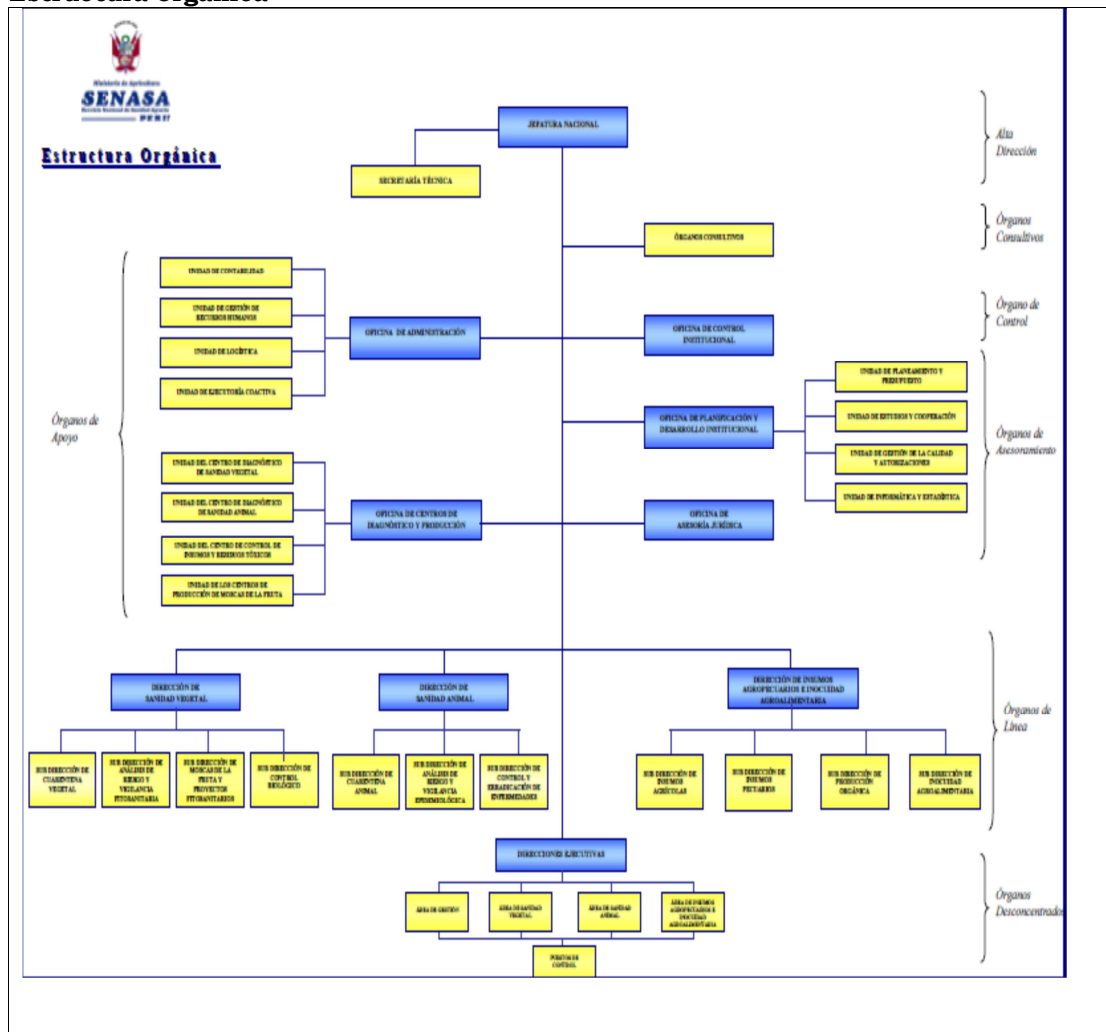 Estructura orgánica
Ministerio de Agricultura
SENASA
Servicio Nacional de Sanidad Agraria
PERU
Estructura Orgánica
JEFATURA NACIONAL
SECRETARÍA TÉCNICA
Alta
Dirección
ÓRGANOS CONSULTIVOS
Órganos
Consultivos
UNIDAD DE CONTABILIDAD
UNIDAD DE GESTIÓN DE
RECURSOS HUMANOS
UNIDAD DE LOGÍSTICA
UNIDAD DE EJECUTORÍA COACTIVA
OFICINA DE ADMINISTRACIÓN
OFICINA DE CONTROL
INSTITUCIONAL
Órgano de
Control
Órganos de
Apoyo
OFICINA DE PLANIFICACIÓN Y
DESARROLLO INSTITUCIONAL
UNIDAD DE PLANEAMIENTO Y
PRESUPUESTO
UNIDAD DE ESTUDIOS Y COOPERACIÓN
UNIDAD DE GESTIÓN DE LA CALIDAD
Y AUTORIZACIONES
UNIDAD DE INFORMÁTICA Y ESTADÍSTICA
Órganos de
Asesoramiento
UNIDAD DEL CENTRO DE DIAGNÓSTICO
DE SANIDAD VEGETAL
UNIDAD DEL CENTRO DE DIAGNÓSTICO
DE SANIDAD ANIMAL
UNIDAD DEL CENTRO DE CONTROL DE
INSUMOS Y RESIDUOS TÓXICOS
UNIDAD DE LOS CENTROS DE
PRODUCCIÓN DE MOSCAS DE LA FRUTA
OFICINA DE CENTROS DE
DIAGNÓSTICO Y PRODUCCIÓN
OFICINA DE
ASESORÍA JURÍDICA
DIRECCIÓN DE
SANIDAD VEGETAL
DIRECCIÓN DE
SANIDAD ANIMAL
DIRECCIÓN DE INSUMOS
AGROPECUARIOS E INOCUIDAD
AGROALIMENTARIA
Órganos de
Línea
SUB DIRECCIÓN DE
CUARENTENA
VEGETAL
SUB DIRECCIÓN DE
ANÁLISIS DE
RIESGO Y
VIGILANCIA
FITOSANITARIA
SUB DIRECCIÓN DE
MOSCAS DE LA
FRUTA Y
PROYECTOS
FITOSANITARIOS
SUB DIRECCIÓN DE
CONTROL
BIOLÓGICO
SUB DIRECCIÓN DE
CUARENTENA
ANIMAL
SUB DIRECCIÓN DE
ANÁLISIS DE
RIESGO Y
VIGILANCIA
EPIDEMIOLÓGICA
SUB DIRECCIÓN DE
CONTROL Y
ERRADICACIÓN DE
ENFERMEDADES
SUB DIRECCIÓN DE
INSUMOS
AGRÍCOLAS
SUB DIRECCIÓN DE
INSUMOS
PECUARIOS
SUB DIRECCIÓN DE
PRODUCCIÓN
ORGÁNICA
SUB DIRECCIÓN DE
INOCUIDAD
AGROALIMENTARIA
DIRECCIONES EJECUTIVAS
ÁREA DE GESTIÓN
ÁREA DE SANIDAD
VEGETAL
ÁREA DE SANIDAD
ANIMAL
ÁREA DE INSUMOS
AGROPECUARIOS E
INOCUIDAD
AGROALIMENTARIA
Órganos
Desconcentrados
PUESTOS DE
CONTROL